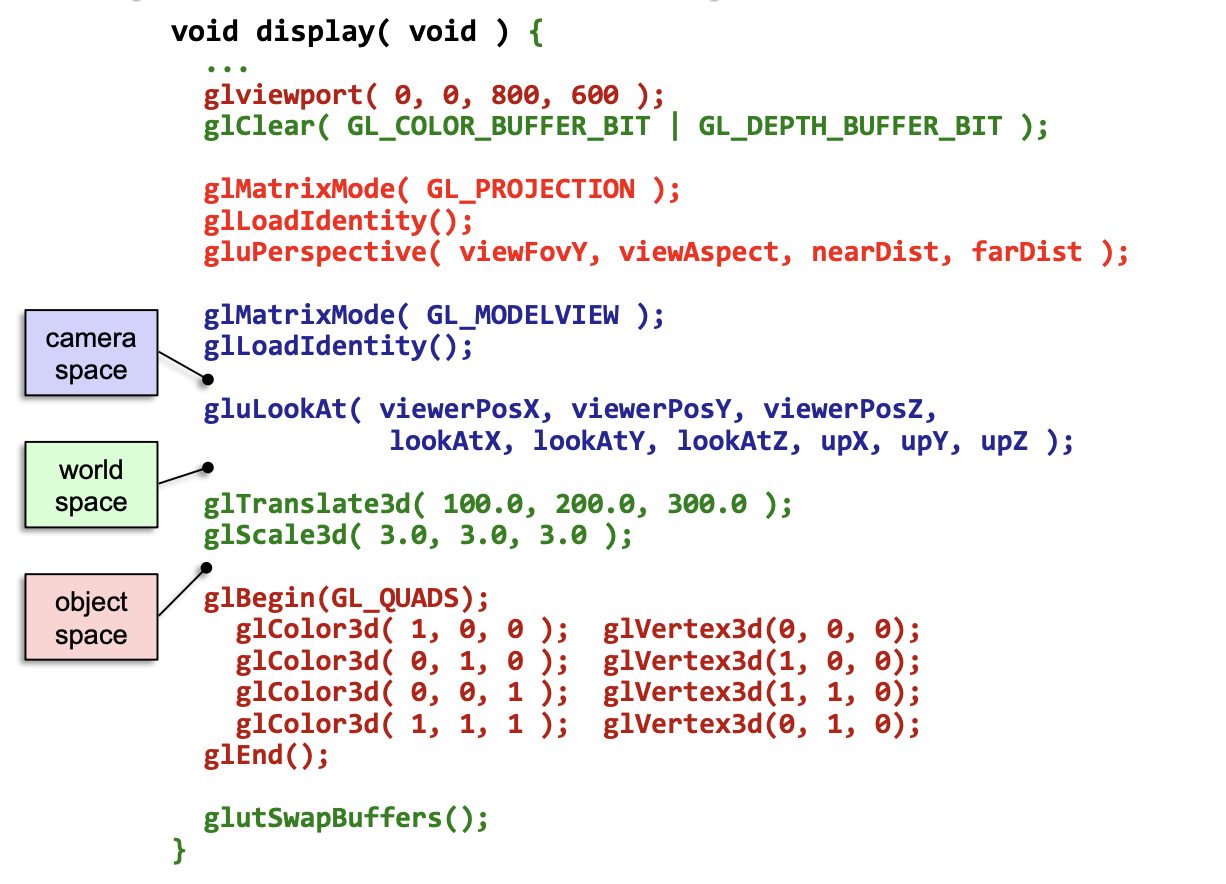 void display( void ) {
...
glviewport( 0, 0, 800, 600 );
glClear( GL_COLOR_BUFFER_BIT | GL_DEPTH_BUFFER_BIT );
glMatrixMode( GL_PROJECTION );
glLoadIdentity();
gluPerspective( viewFovY, viewAspect, nearDist, farDist );
glMatrixMode( GL_MODELVIEW );
glLoadIdentity();
camera
space
gluLookAt( viewerPosX, viewerPosY, viewerPosZ,
lookAtX, lookAtY, lookAtZ, upX, upY, upZ );
world
space
glTranslate3d( 100.0, 200.0, 300.0 );
glScale3d( 3.0, 3.0, 3.0 );
object
space
glBegin(GL_QUADS);
glColor3d( 1, 0, 0 ); glVertex3d(0, 0, 0);
glColor3d( 0, 1, 0 ); glVertex3d(1, 0, 0);
glColor3d( 0, 0, 1 ); glVertex3d(1, 1, 0);
glColor3d( 1, 1, 1 ); glVertex3d(0, 1, 0);
glEnd();
glutSwapBuffers();
}